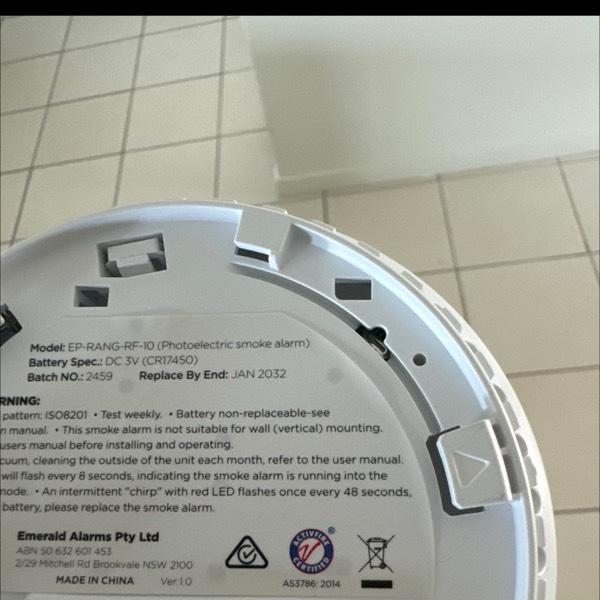 Model: EP-RANG-RF-10 (Photoelectric smoke alarm)
Battery Spec.: DC 3V (CR17450)
Batch NO.: 2459 Replace By End: JAN 2032
RNING:
pattern: ISO8201 • Test weekly. • Battery non-replaceable-see
n manual. • This smoke alarm is not suitable for wall (vertical) mounting.
users manual before installing and operating.
cuum, cleaning the outside of the unit each month, refer to the user manual.
will flash every 8 seconds, indicating the smoke alarm is running into the
mode. • An intermittent "chirp" with red LED flashes once every 48 seconds,
battery, please replace the smoke alarm.
Emerald Alarms Pty Ltd
ABN 50 632 601 453
2/29 Mitchell Rd Brookvale NSW 2100
MADE IN CHINA Ver:1.0
ACTIVFIRE
®
CERTIFIED
AS3786: 2014